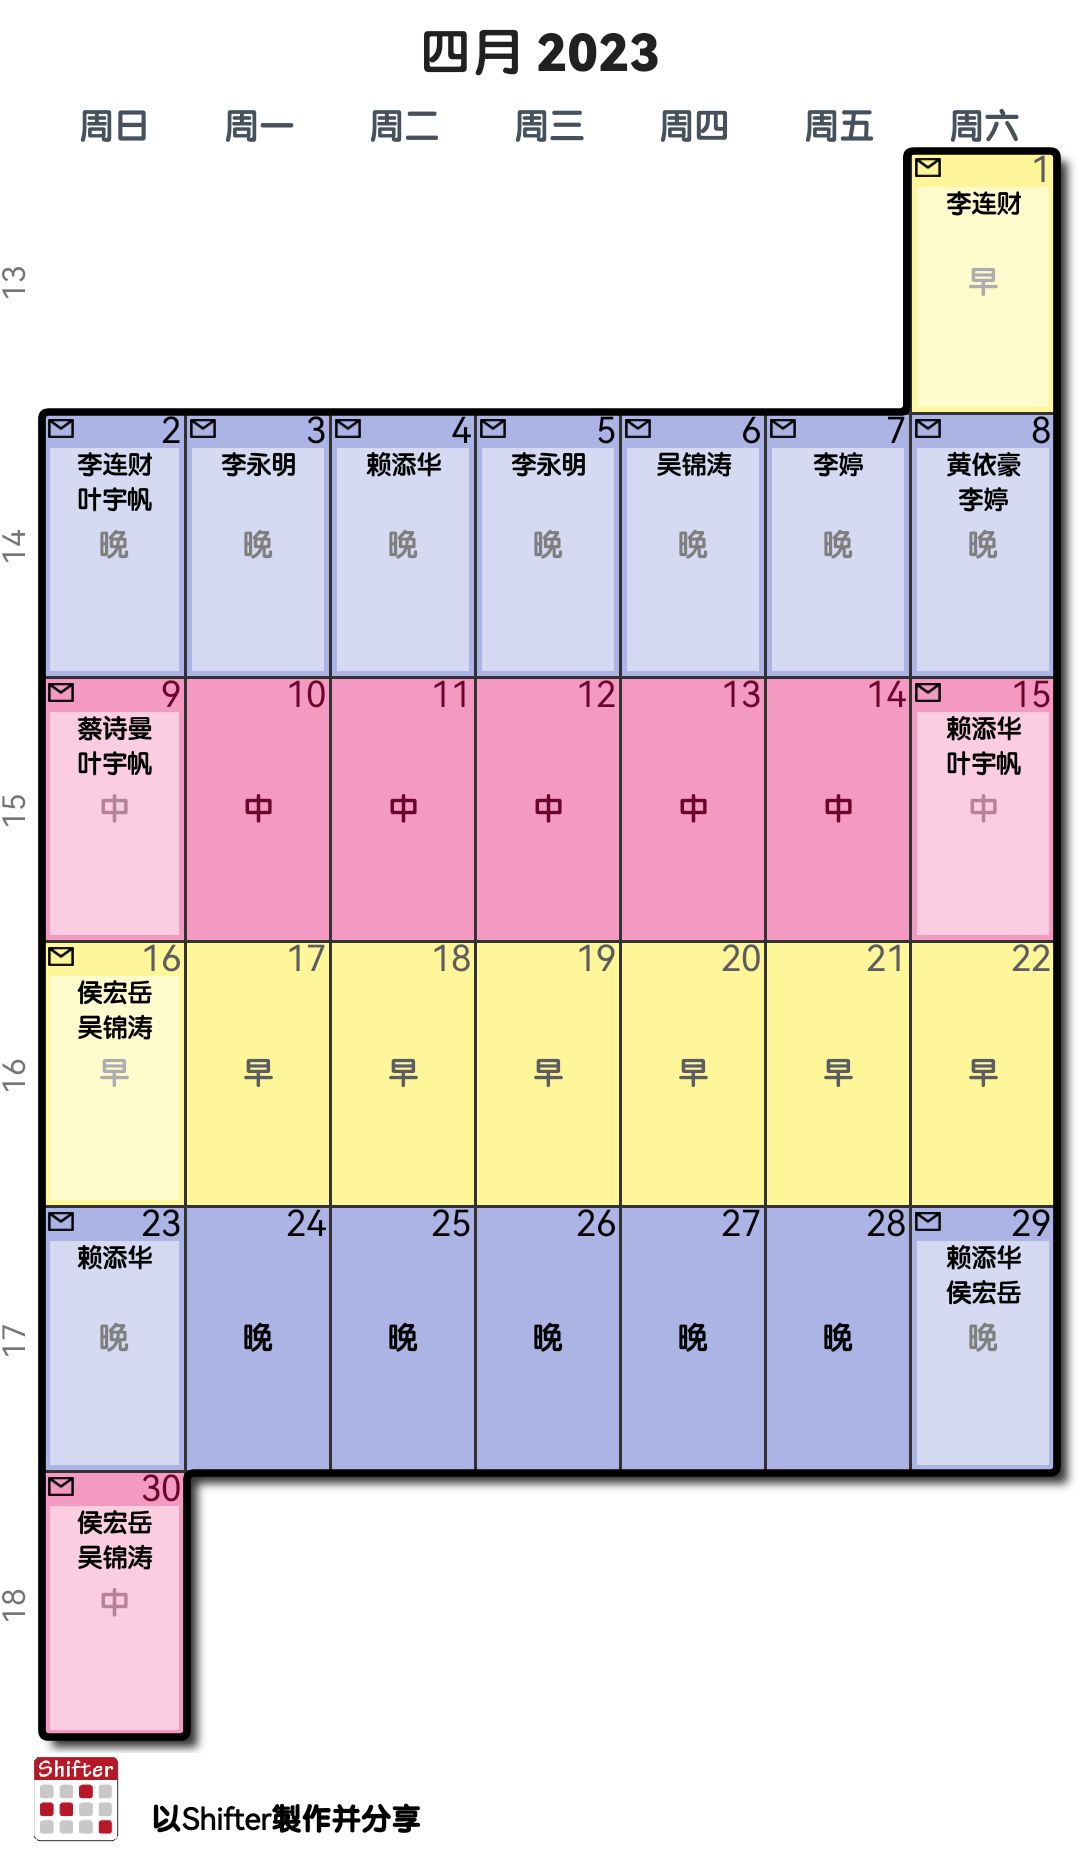 四月 2023
周日 周一 周二 周三 周四 周五 周六
13
1
李连财
早
14
2 3 4 5 6 7 8
李连财 李永明 赖添华 李永明 吴锦涛 李婷 黄依豪
叶宇帆 李婷
晚 晚 晚 晚 晚 晚 晚
15
9 10 11 12 13 14 15
蔡诗曼 赖添华
叶宇帆 叶宇帆
中 中 中 中 中 中 中
16
16 17 18 19 20 21 22
侯宏岳
吴锦涛
早 早 早 早 早 早 早
17
23 24 25 26 27 28 29
赖添华 赖添华
侯宏岳
晚 晚 晚 晚 晚 晚 晚
18
30
侯宏岳
吴锦涛
中
Shifter
以Shifter製作并分享